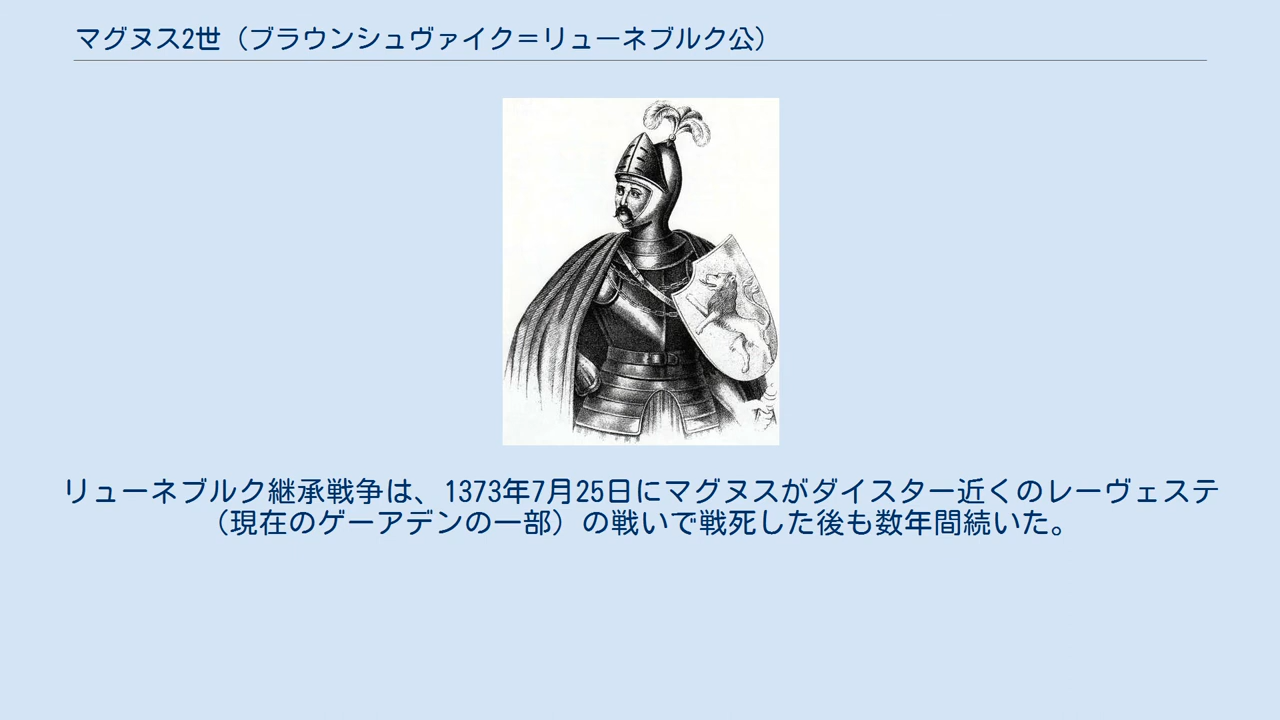 マグヌス2世（ブラウンシュヴァイク＝リューネブルク公）
リューネブルク継承戦争は、1373年7月25日にマグヌスがダイスター近くのレーヴェステ
（現在のゲーアデンの一部）の戦いで戦死した後も数年間続いた。